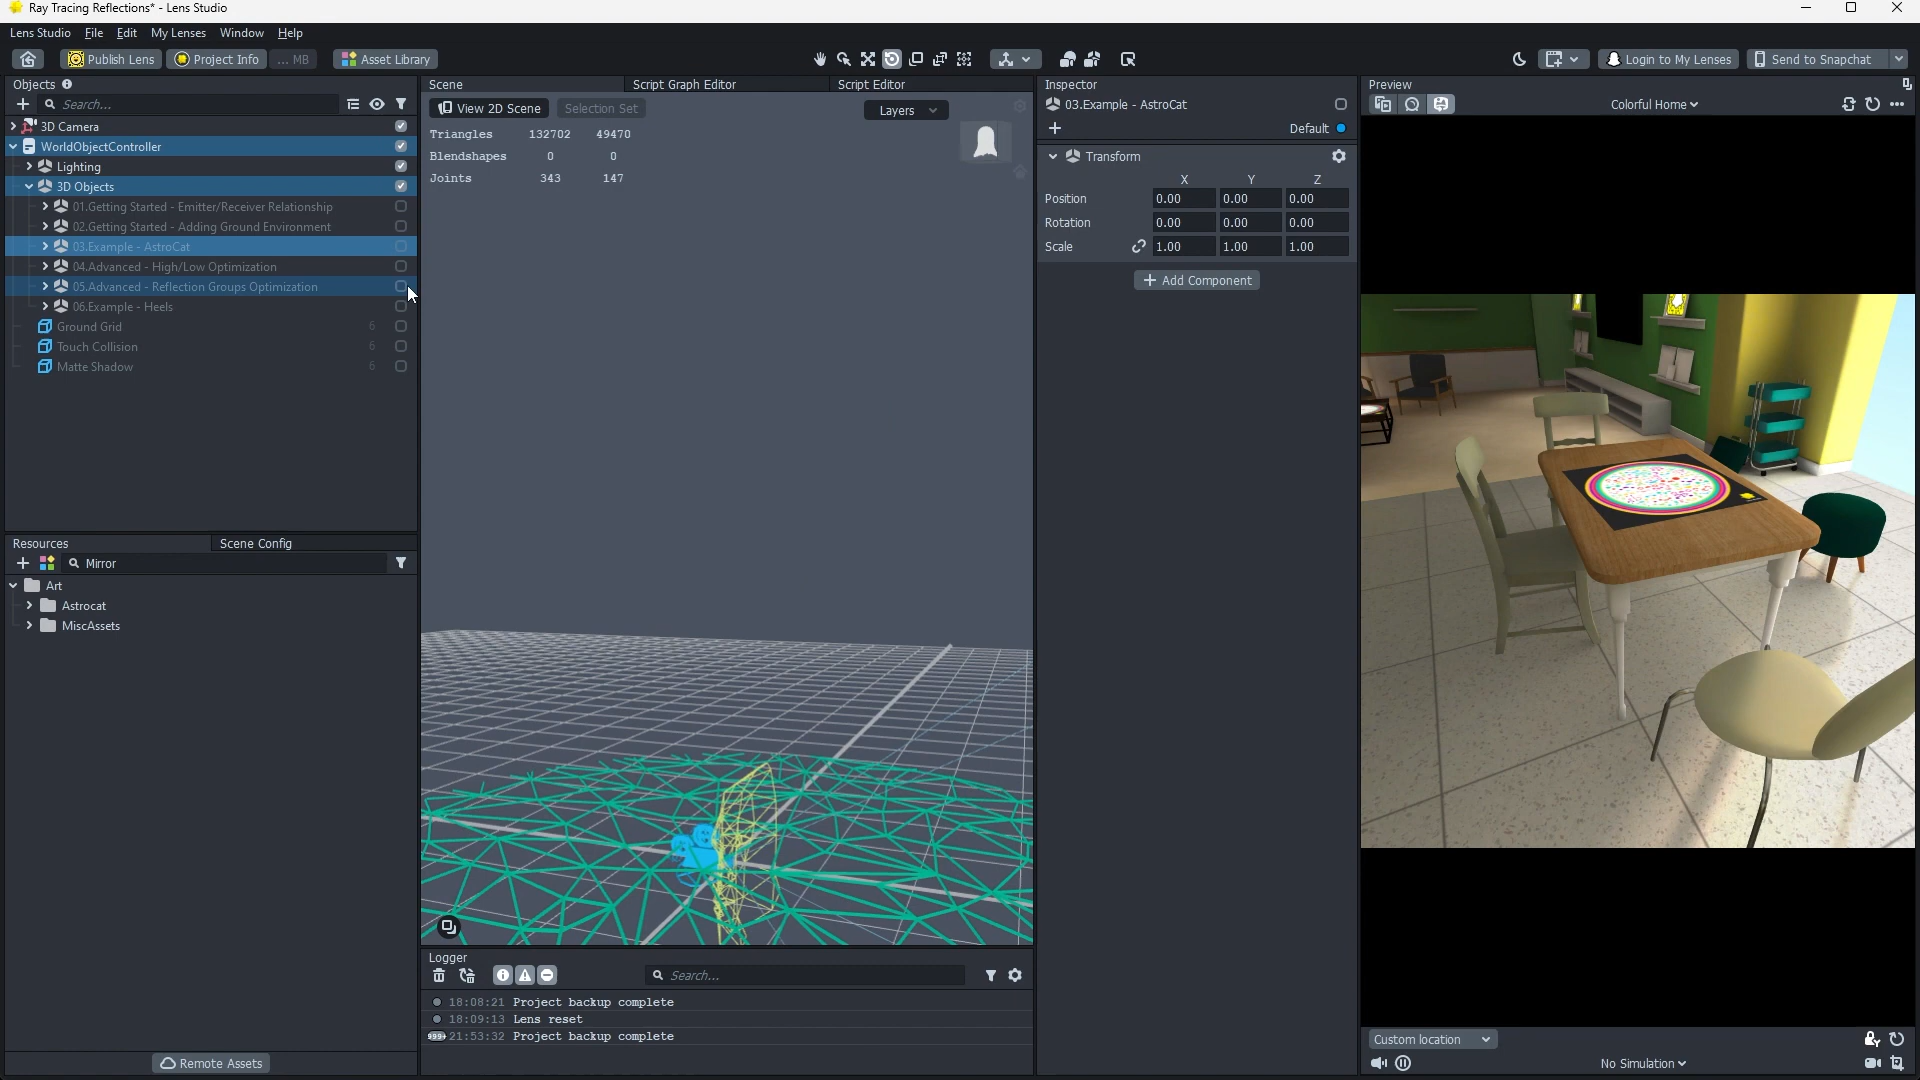 Ray Tracing Reflections* - Lens Studio
Lens Studio File Edit My Lenses Window Help
Publish Lens Project Info ... MB Asset Library Login to My Lenses Send to Snapchat
Objects
Search...
3D Camera
WorldObjectController
Lighting
3D Objects
01.Getting Started - Emitter/Receiver Relationship
02.Getting Started - Adding Ground Environment
03.Example - AstroCat
04.Advanced - High/Low Optimization
05.Advanced - Reflection Groups Optimization
06.Example - Heels
Ground Grid 6
Touch Collision 6
Matte Shadow 6
Resources Scene Config
Mirror
Art
Astrocat
MiscAssets
Remote Assets
Scene Script Graph Editor Script Editor
View 2D Scene Selection Set Layers
Triangles 132702 49470
Blendshapes 0 0
Joints 343 147
Logger
Search...
18:08:21 Project backup complete
18:09:13 Lens reset
999+ 21:53:32 Project backup complete
Inspector
03.Example - AstroCat
Default
Transform
X Y Z
Position 0.00 0.00 0.00
Rotation 0.00 0.00 0.00
Scale 1.00 1.00 1.00
Add Component
Preview
Colorful Home
Custom location
No Simulation